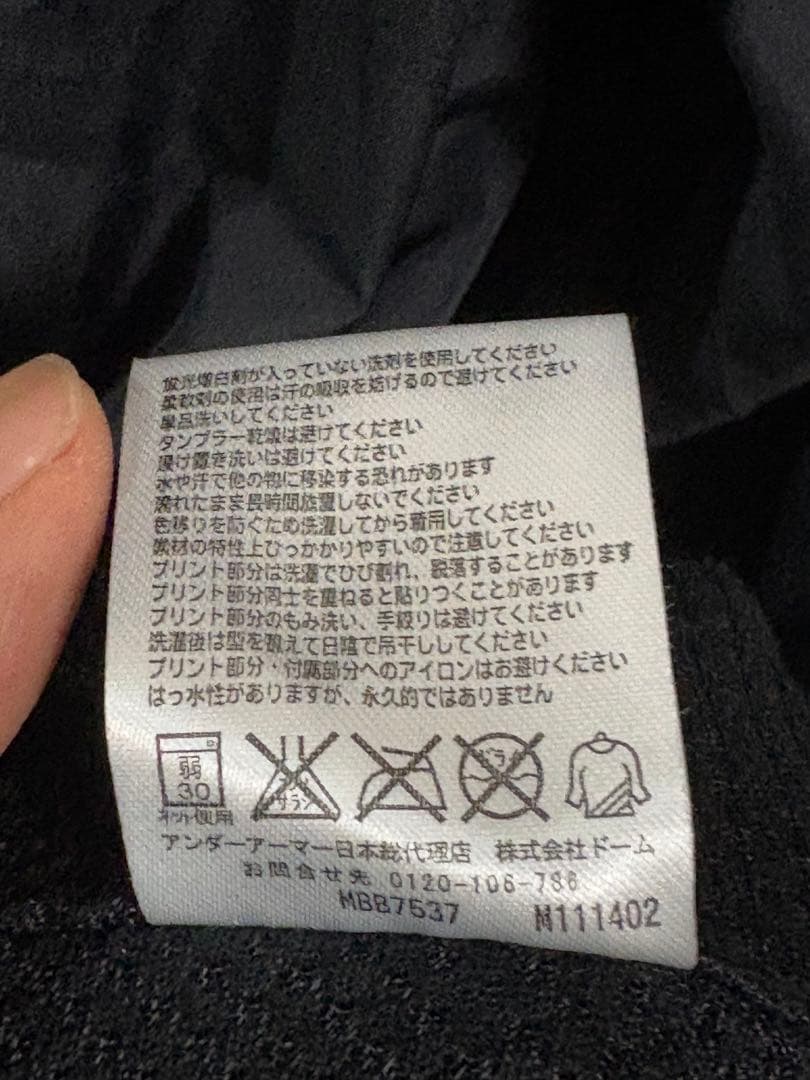 蛍光増白剤が入っていない洗剤を使用してください
柔軟剤の使用は汗の吸収を妨げるので避けてください
単品洗いしてください
タンブラー乾燥は避けてください
浸け置き洗いは避けてください
水や汗で他の物に移染する恐れがあります
濡れたまま長時間放置しないでください
色移りを防ぐため洗濯してから着用してください
素材の特性上ひっかかりやすいので注意してください
プリント部分は洗濯でひび割れ、脱落することがあります
プリント部分同士を重ねると貼りつくことがあります
プリント部分のもみ洗い、手絞りは避けてください
洗濯後は型を整えて日陰で吊干ししてください
プリント部分・付属部分へのアイロンはお避けください
はっ水性がありますが、永久的ではありません
弱
30
エンソ
サラシ
ドライ
ネット使用
アンダーアーマー日本総代理店 株式会社ドーム
お問合せ先 0120-106-786
MBB7537
N111402